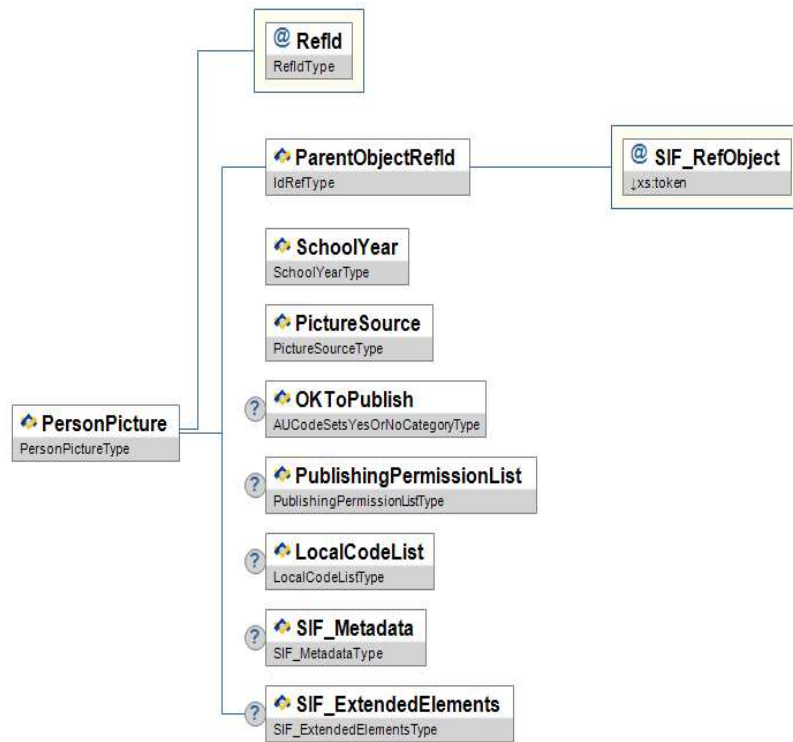 @ RefId
RefIdType
ParentObjectRefId
IdRefType
@ SIF_RefObject
↓xs:token
SchoolYear
SchoolYearType
PictureSource
PictureSourceType
PersonPicture
PersonPictureType
? OKToPublish
AUCodeSetsYesOrNoCategoryType
? PublishingPermissionList
PublishingPermissionListType
? LocalCodeList
LocalCodeListType
? SIF_Metadata
SIF_MetadataType
? SIF_ExtendedElements
SIF_ExtendedElementsType